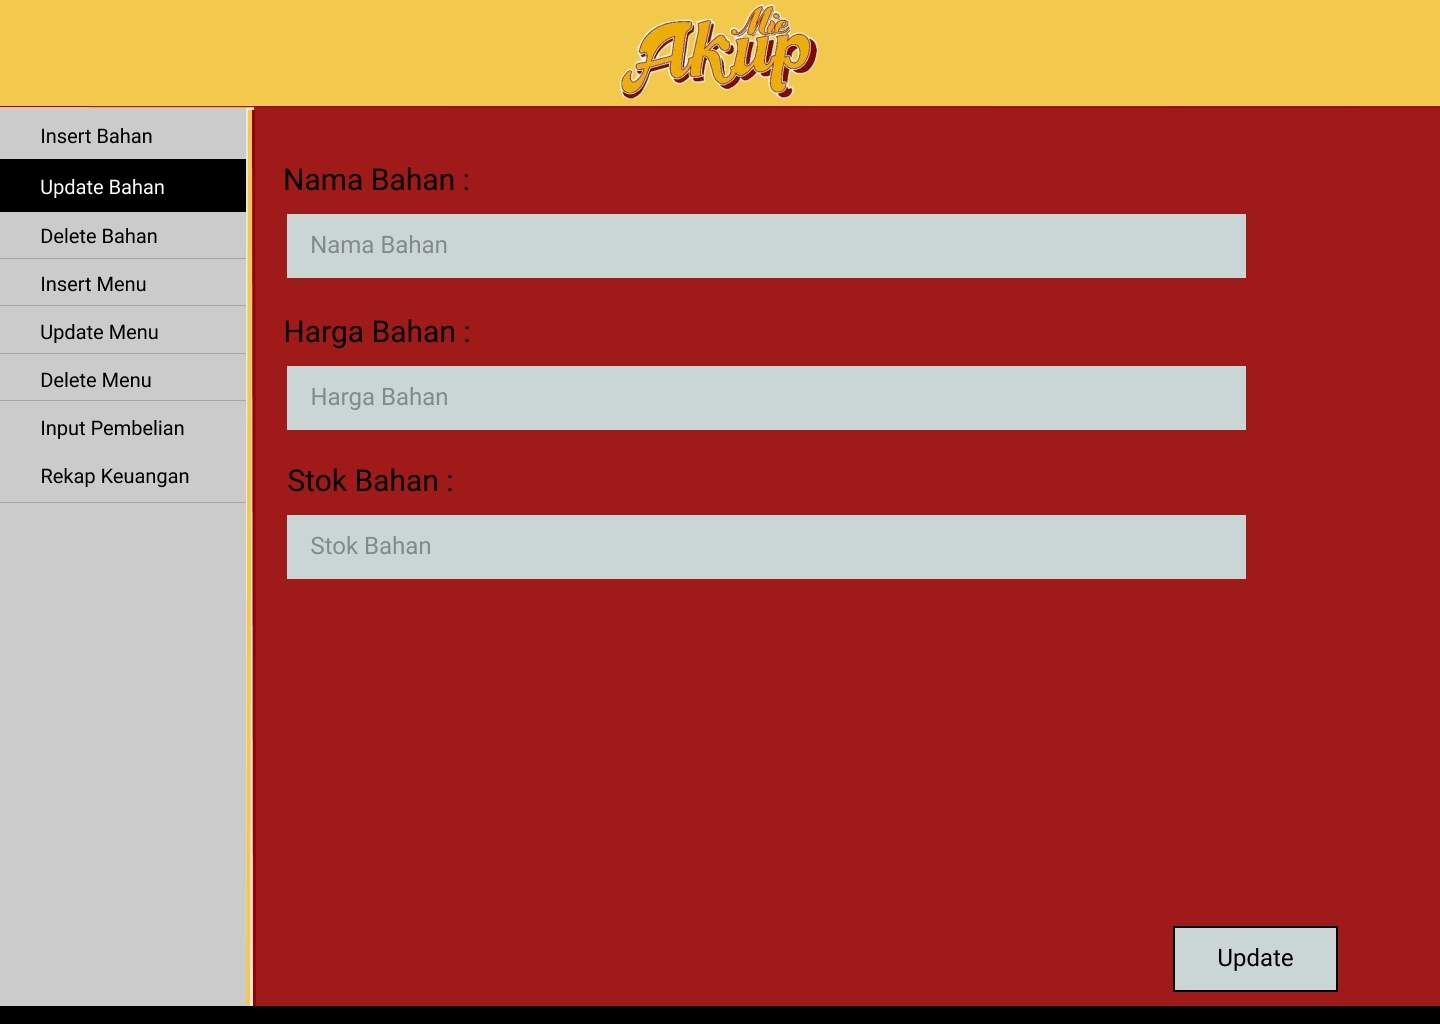 Mie
Akup
Insert Bahan
Update Bahan
Delete Bahan
Insert Menu
Update Menu
Delete Menu
Input Pembelian
Rekap Keuangan
Nama Bahan :
Nama Bahan
Harga Bahan :
Harga Bahan
Stok Bahan :
Stok Bahan
Update